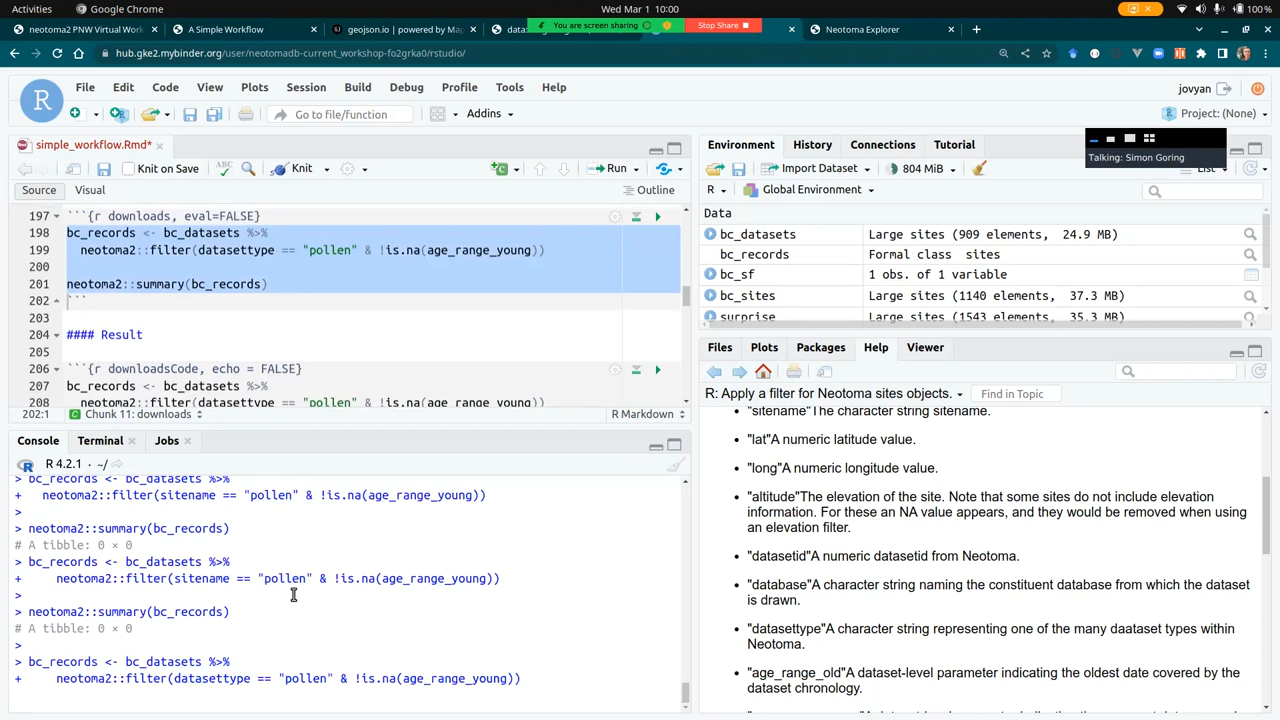 Activities
Google Chrome
Wed Mar 1 10:00
100 %
neotoma2 PNW Virtual Work
A Simple Workflow
geojson.io | powered by Map
data
You are screen sharing
Stop Share
Neotoma Explorer
hub.gke2.mybinder.org/user/neotomadb-current_workshop-fo2grka0/rstudio/
File Edit Code View Plots Session Build Debug Profile Tools Help
jovyan
Go to file/function
Addins
Project: (None)
simple_workflow.Rmd*
Knit on Save
ABC
Knit
Run
Source
Visual
Outline
197 ```{r downloads, eval=FALSE}
198 bc_records <- bc_datasets %>%
199 neotoma2::filter(datasettype == "pollen" & !is.na(age_range_young))
200
201 neotoma2::summary(bc_records)
202 ```
203
204 #### Result
205
206 ```{r downloadsCode, echo = FALSE}
207 bc_records <- bc_datasets %>%
208 neotoma2::filter(datasettype == "pollen" & !is.na(age_range_young))
202:1
Chunk 11: downloads
R Markdown
Console Terminal Jobs
R 4.2.1 · ~/
> bc_records <- bc_datasets %>%
+ neotoma2::filter(sitename == "pollen" & !is.na(age_range_young))
>
> neotoma2::summary(bc_records)
# A tibble: 0 × 0
> bc_records <- bc_datasets %>%
+ neotoma2::filter(sitename == "pollen" & !is.na(age_range_young))
>
> neotoma2::summary(bc_records)
# A tibble: 0 × 0
>
> bc_records <- bc_datasets %>%
+ neotoma2::filter(datasettype == "pollen" & !is.na(age_range_young))
Environment History Connections Tutorial
Talking: Simon Goring
Import Dataset
804 MiB
List
R
Global Environment
Data
bc_datasets Large sites (909 elements, 24.9 MB)
bc_records Formal class sites
bc_sf 1 obs. of 1 variable
bc_sites Large sites (1140 elements, 37.3 MB)
surprise Large sites (1543 elements, 35.3 MB)
Files Plots Packages Help Viewer
R: Apply a filter for Neotoma sites objects.
Find in Topic
• "sitename"The character string sitename.
• "lat"A numeric latitude value.
• "long"A numeric longitude value.
• "altitude"The elevation of the site. Note that some sites do not include elevation
information. For these an NA value appears, and they would be removed when using
an elevation filter.
• "datasetid"A numeric datasetid from Neotoma.
• "database"A character string naming the constituent database from which the dataset
is drawn.
• "datasettype"A character string representing one of the many daataset types within
Neotoma.
• "age_range_old"A dataset-level parameter indicating the oldest date covered by the
dataset chronology.